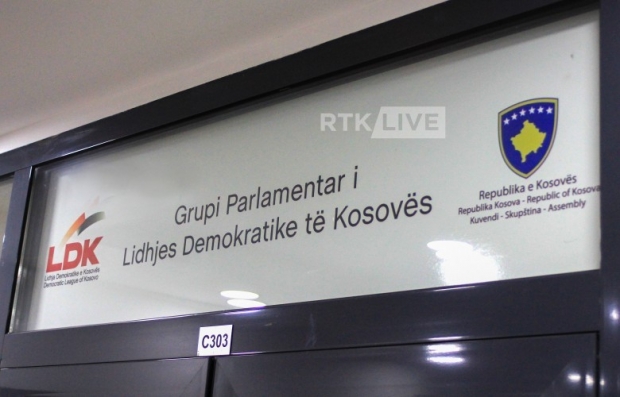 RTK LIVE
Grupi Parlamentar i
Lidhjes Demokratike të Kosovës
LDK
Lidhja Demokratike e Kosovës
Democratic League of Kosovo
Republika e Kosovës
Republika Kosova - Republic of Kosova
Kuvendi - Skupština - Assembly
C303